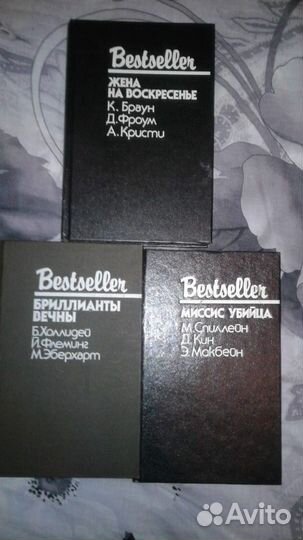 Bestseller
ЖЕНА
НА ВОСКРЕСЕНЬЕ
К. Браун
Д. Фроум
А. Кристи
Bestseller
БРИЛЛИАНТЫ
ВЕЧНЫ
Б. Холлидей
Й. Флеминг
М. Эберхарт
Bestseller
МИССИС УБИЙЦА
М. Спиллейн
Д. Кин
Э. Макбейн
Avito